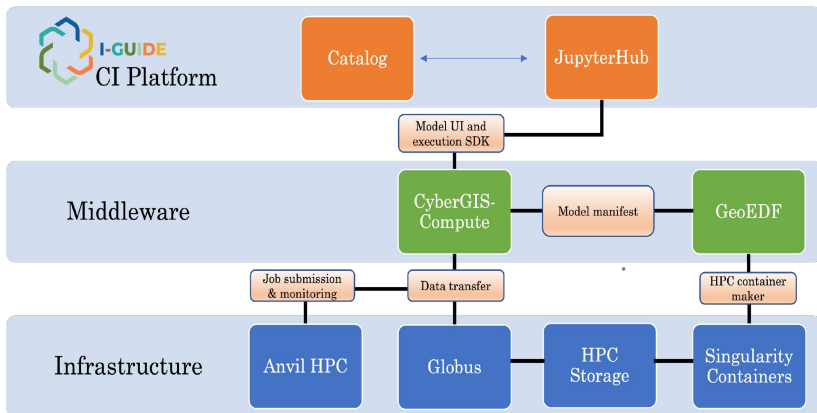 I-GUIDE
CI Platform
Catalog
JupyterHub
Model UI and
execution SDK
Middleware
CyberGIS-
Compute
Model manifest
GeoEDF
Job submission
& monitoring
Data transfer
HPC container
maker
Infrastructure
Anvil HPC
Globus
HPC
Storage
Singularity
Containers